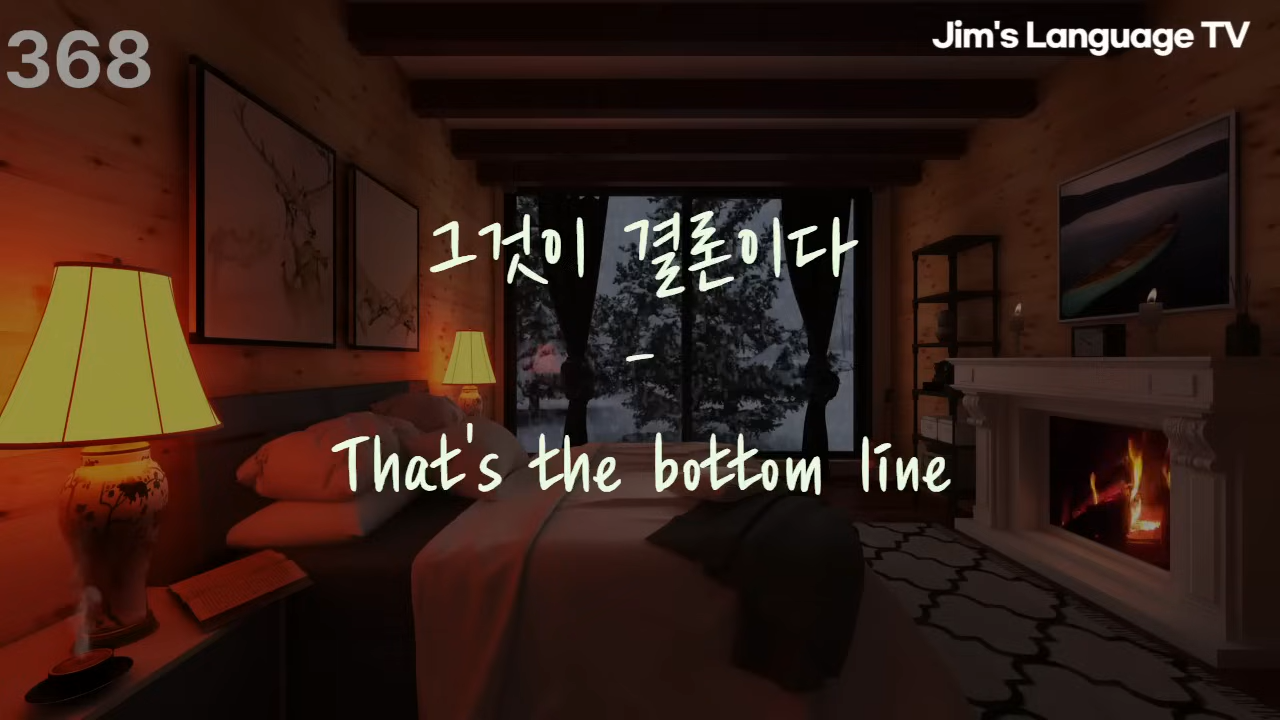 368
Jim's Language TV
그것이 결론이다
-
That's the bottom line